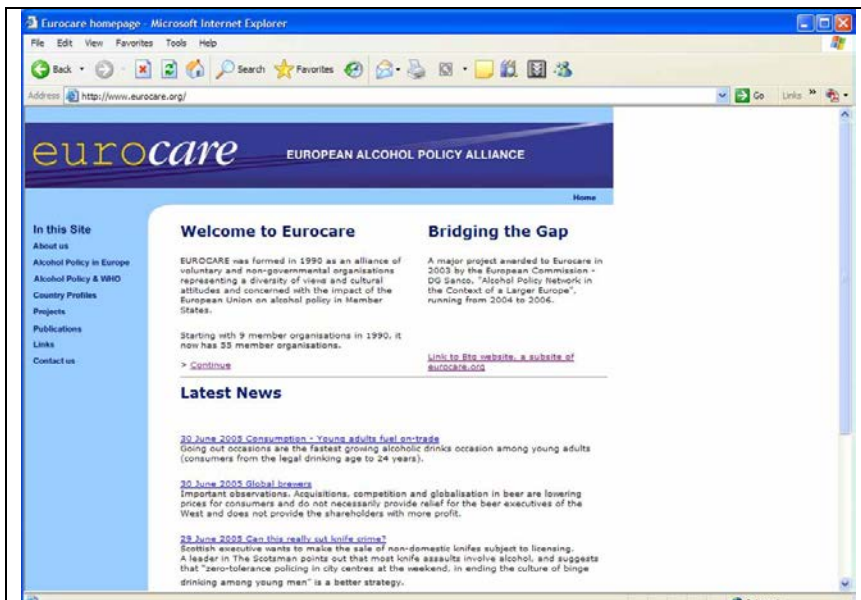 Eurocare homepage - Microsoft Internet Explorer
File Edit View Favorites Tools Help
Back Search Favorites
Address http://www.eurocare.org/ Go Links »
eurocare EUROPEAN ALCOHOL POLICY ALLIANCE
Home
In this Site
About us
Alcohol Policy in Europe
Alcohol Policy & WHO
Country Profiles
Projects
Publications
Links
Contact us
Welcome to Eurocare
EUROCARE was formed in 1990 as an alliance of
voluntary and non-governmental organisations
representing a diversity of views and cultural
attitudes and concerned with the impact of the
European Union on alcohol policy in Member
States.
Starting with 9 member organisations in 1990, it
now has 55 member organisations.
> Continue
Bridging the Gap
A major project awarded to Eurocare in
2003 by the European Commission -
DG Sanco, "Alcohol Policy Network in
the Context of a Larger Europe",
running from 2004 to 2006.
Link to Btg website, a subsite of
eurocare.org
Latest News
30 June 2005 Consumption - Young adults fuel on-trade
Going out occasions are the fastest growing alcoholic drinks occasion among young adults
(consumers from the legal drinking age to 24 years).
30 June 2005 Global brewers
Important observations. Acquisitions, competition and globalisation in beer are lowering
prices for consumers and do not necessarily provide relief for the beer executives of the
West and does not provide the shareholders with more profit.
29 June 2005 Can this really cut knife crime?
Scottish executive wants to make the sale of non-domestic knifes subject to licensing.
A leader in The Scotsman points out that most knife assaults involve alcohol, and suggests
that "zero-tolerance policing in city centres at the weekend, in ending the culture of binge
drinking among young men" is a better strategy.